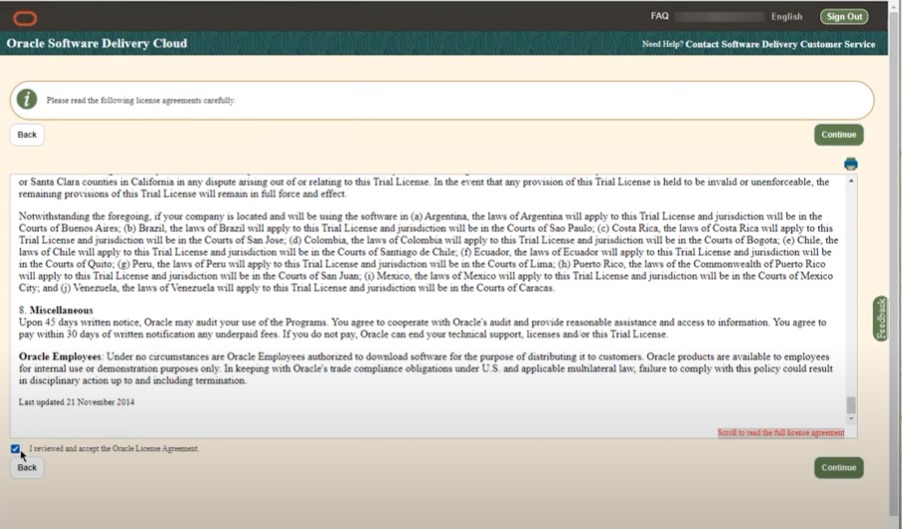 FAQ English Sign Out
Oracle Software Delivery Cloud Need Help? Contact Software Delivery Customer Service
Please read the following license agreements carefully.
Back Continue
or Santa Clara counties in California in any dispute arising out of or relating to this Trial License. In the event that any provision of this Trial License is held to be invalid or unenforceable, the
remaining provisions of this Trial License will remain in full force and effect.
Notwithstanding the foregoing, if your company is located and will be using the software in (a) Argentina, the laws of Argentina will apply to this Trial License and jurisdiction will be in the
Courts of Buenos Aires; (b) Brazil, the laws of Brazil will apply to this Trial License and jurisdiction will be in the Courts of Sao Paulo; (c) Costa Rica, the laws of Costa Rica will apply to this
Trial License and jurisdiction will be in the Courts of San Jose; (d) Colombia, the laws of Colombia will apply to this Trial License and jurisdiction will be in the Courts of Bogota; (e) Chile, the
laws of Chile will apply to this Trial License and jurisdiction will be in the Courts of Santiago de Chile; (f) Ecuador, the laws of Ecuador will apply to this Trial License and jurisdiction will be
in the Courts of Quito; (g) Peru, the laws of Peru will apply to this Trial License and jurisdiction will be in the Courts of Lima; (h) Puerto Rico, the laws of the Commonwealth of Puerto Rico
will apply to this Trial License and jurisdiction will be in the Courts of San Juan; (i) Mexico, the laws of Mexico will apply to this Trial License and jurisdiction will be in the Courts of Mexico
City; and (j) Venezuela, the laws of Venezuela will apply to this Trial License and jurisdiction will be in the Courts of Caracas.
8. Miscellaneous
Upon 45 days written notice, Oracle may audit your use of the Programs. You agree to cooperate with Oracle's audit and provide reasonable assistance and access to information. You agree to
pay within 30 days of written notification any underpaid fees. If you do not pay, Oracle can end your technical support, licenses and/or this Trial License.
Oracle Employees: Under no circumstances are Oracle Employees authorized to download software for the purpose of distributing it to customers. Oracle products are available to employees
for internal use or demonstration purposes only. In keeping with Oracle's trade compliance obligations under U.S. and applicable multilateral law, failure to comply with this policy could result
in disciplinary action up to and including termination.
Last updated 21 November 2014
Feedback
Scroll to read the full license agreement
I reviewed and accept the Oracle License Agreement.
Back Continue